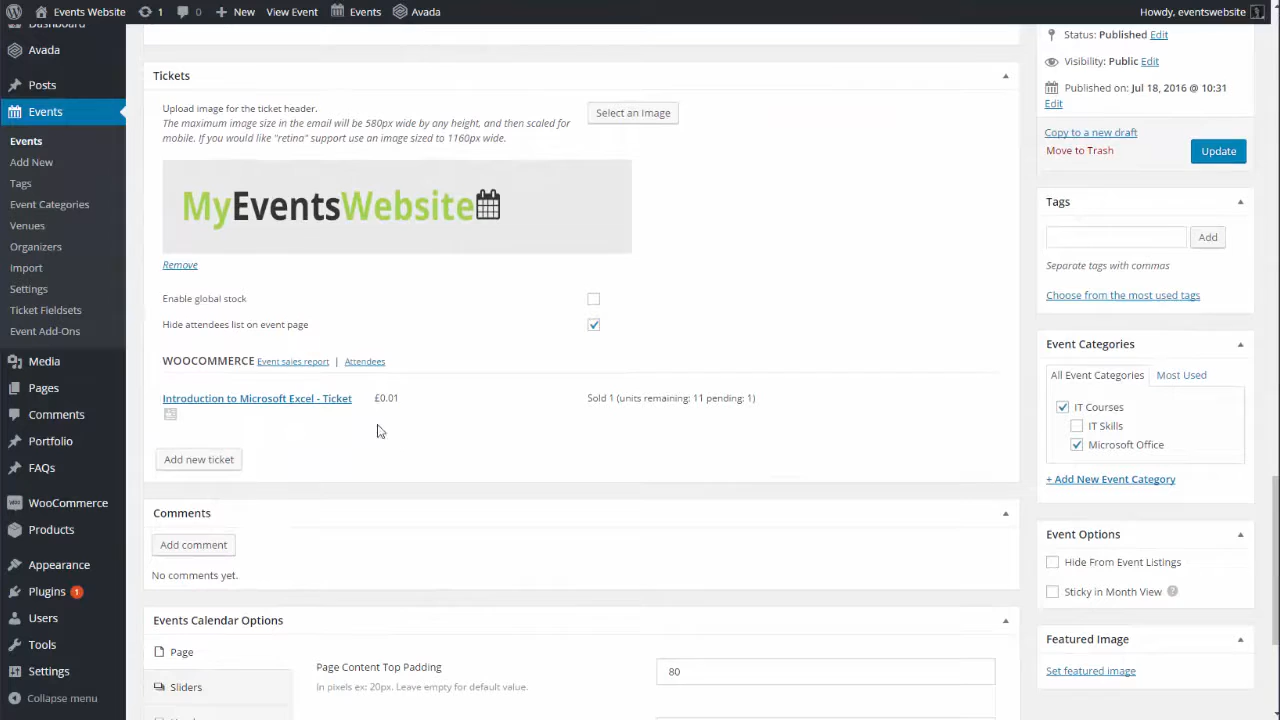 Events Website 1 0 New View Event Events Avada Howdy, eventswebsite
Dashboard
Avada
Posts
Events
Events
Add New
Tags
Event Categories
Venues
Organizers
Import
Settings
Ticket Fieldsets
Event Add-Ons
Media
Pages
Comments
Portfolio
FAQs
WooCommerce
Products
Appearance
Plugins 1
Users
Tools
Settings
Collapse menu
Tickets
Upload image for the ticket header.
The maximum image size in the email will be 580px wide by any height, and then scaled for
mobile. If you would like "retina" support use an image sized to 1160px wide.
Select an Image
MyEventsWebsite
Remove
Enable global stock
Hide attendees list on event page
WOOCOMMERCE Event sales report | Attendees
Introduction to Microsoft Excel - Ticket £0.01 Sold 1 (units remaining: 11 pending: 1)
Add new ticket
Comments
Add comment
No comments yet.
Events Calendar Options
Page
Sliders
Page Content Top Padding
In pixels ex: 20px. Leave empty for default value.
80
Status: Published Edit
Visibility: Public Edit
Published on: Jul 18, 2016 @ 10:31
Edit
Copy to a new draft
Move to Trash
Update
Tags
Add
Separate tags with commas
Choose from the most used tags
Event Categories
All Event Categories Most Used
IT Courses
IT Skills
Microsoft Office
+ Add New Event Category
Event Options
Hide From Event Listings
Sticky in Month View ?
Featured Image
Set featured image